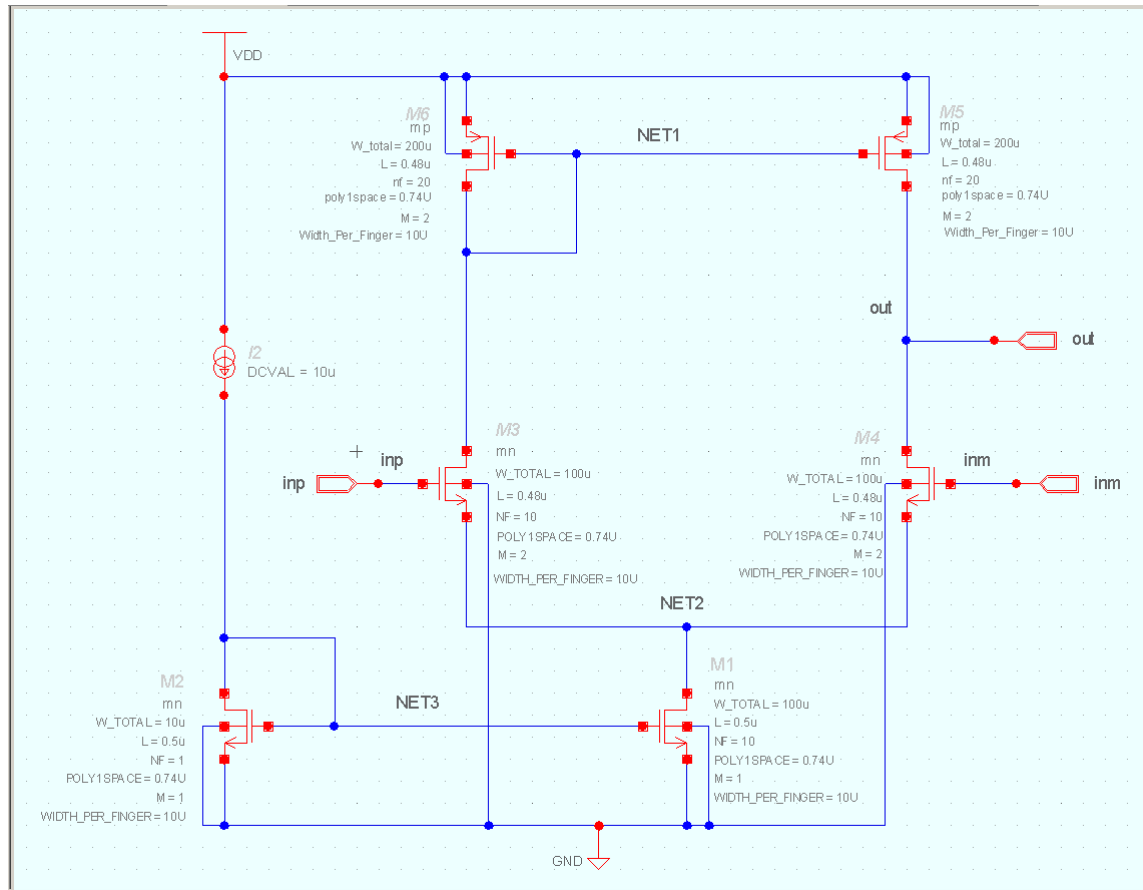 VDD
M6
mp
W_total = 200u
L = 0.48u
nf = 20
poly1space = 0.74U
M = 2
Width_Per_Finger = 10U
NET1
M5
mp
W_total = 200u
L = 0.48u
nf = 20
poly1space = 0.74U
M = 2
Width_Per_Finger = 10U
out
out
I2
DCVAL = 10u
inp
inp
M3
mn
W_TOTAL = 100u
L = 0.48u
NF = 10
POLY1SPACE = 0.74U
M = 2
WIDTH_PER_FINGER = 10U
M4
mn
W_TOTAL = 100u
L = 0.48u
NF = 10
POLY1SPACE = 0.74U
M = 2
WIDTH_PER_FINGER = 10U
inm
inm
NET2
M2
mn
W_TOTAL = 10u
L = 0.5u
NF = 1
POLY1SPACE = 0.74U
M = 1
WIDTH_PER_FINGER = 10U
NET3
M1
mn
W_TOTAL = 100u
L = 0.5u
NF = 10
POLY1SPACE = 0.74U
M = 1
WIDTH_PER_FINGER = 10U
GND